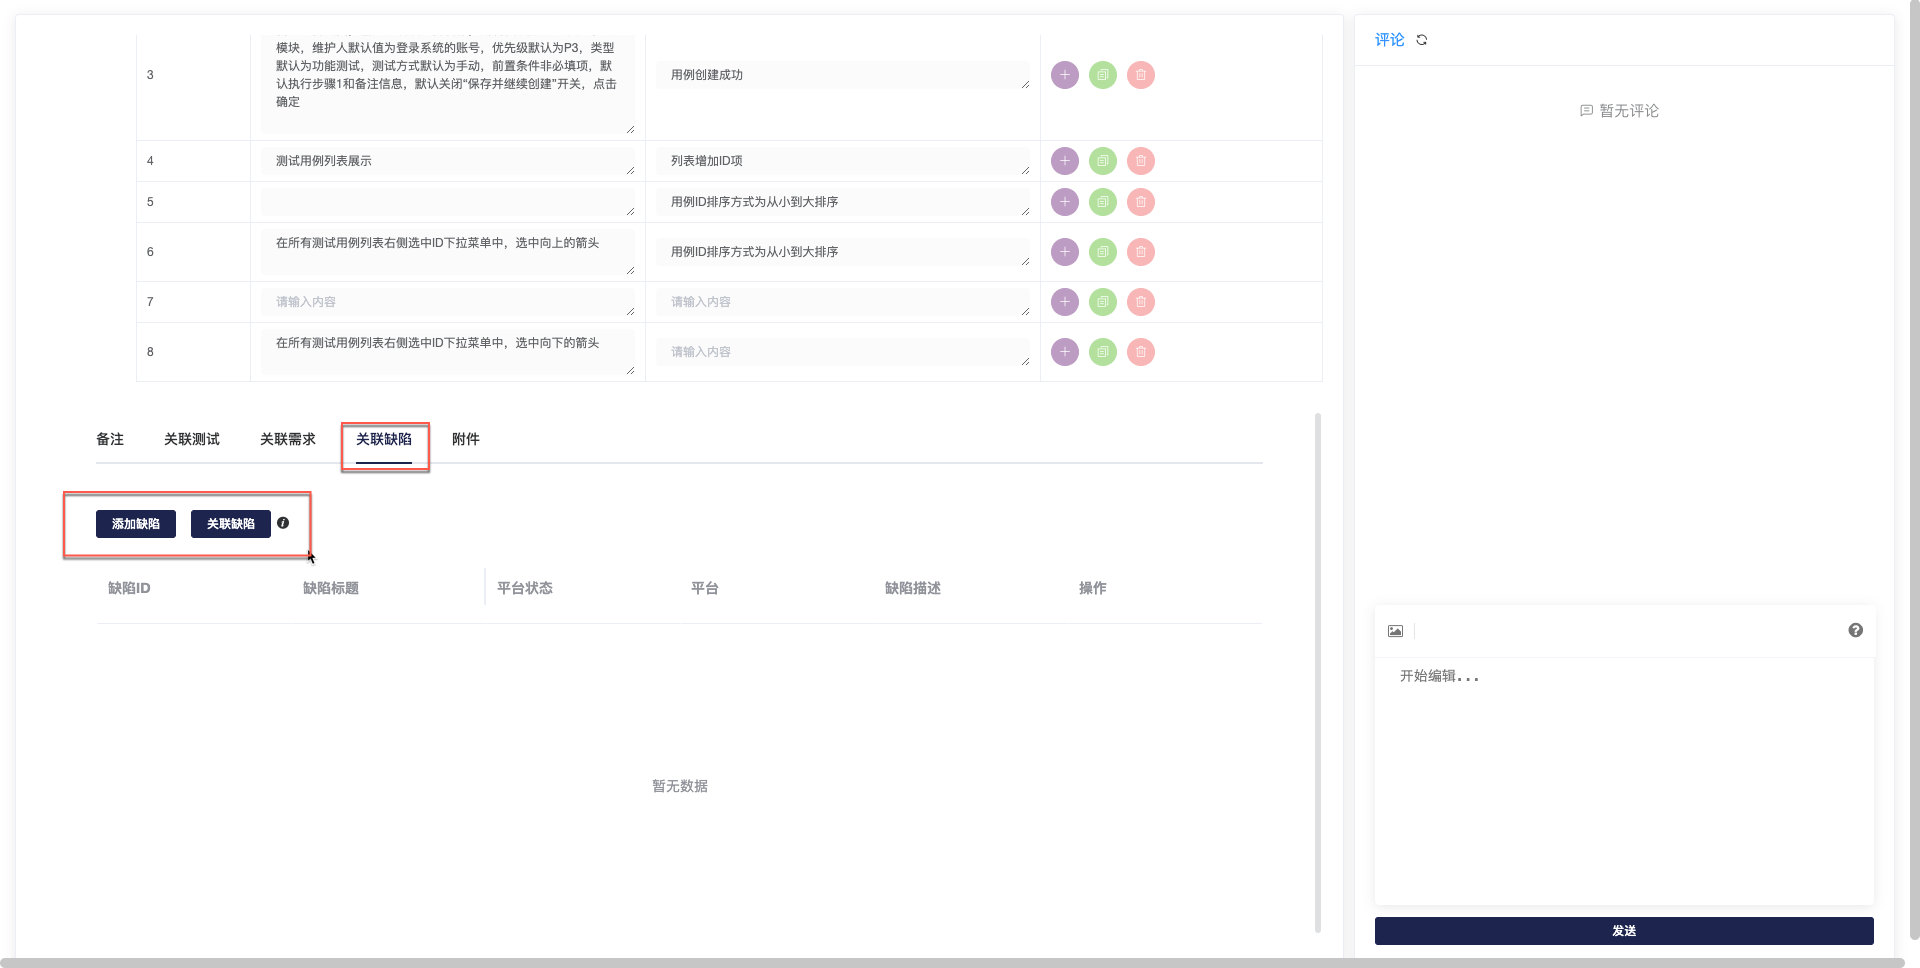 3
模块，维护人默认值为登录系统的账号，优先级默认为P3，类型
默认为功能测试，测试方式默认为手动，前置条件非必填项，默
认执行步骤1和备注信息，默认关闭“保存并继续创建”开关，点击
确定
用例创建成功
4
测试用例列表展示
列表增加ID项
5
用例ID排序方式为从小到大排序
6
在所有测试用例列表右侧选中ID下拉菜单中，选中向上的箭头
用例ID排序方式为从小到大排序
7
请输入内容
请输入内容
8
在所有测试用例列表右侧选中ID下拉菜单中，选中向下的箭头
请输入内容
备注
关联测试
关联需求
关联缺陷
附件
添加缺陷
关联缺陷
缺陷ID
缺陷标题
平台状态
平台
缺陷描述
操作
暂无数据
评论
暂无评论
开始编辑...
发送